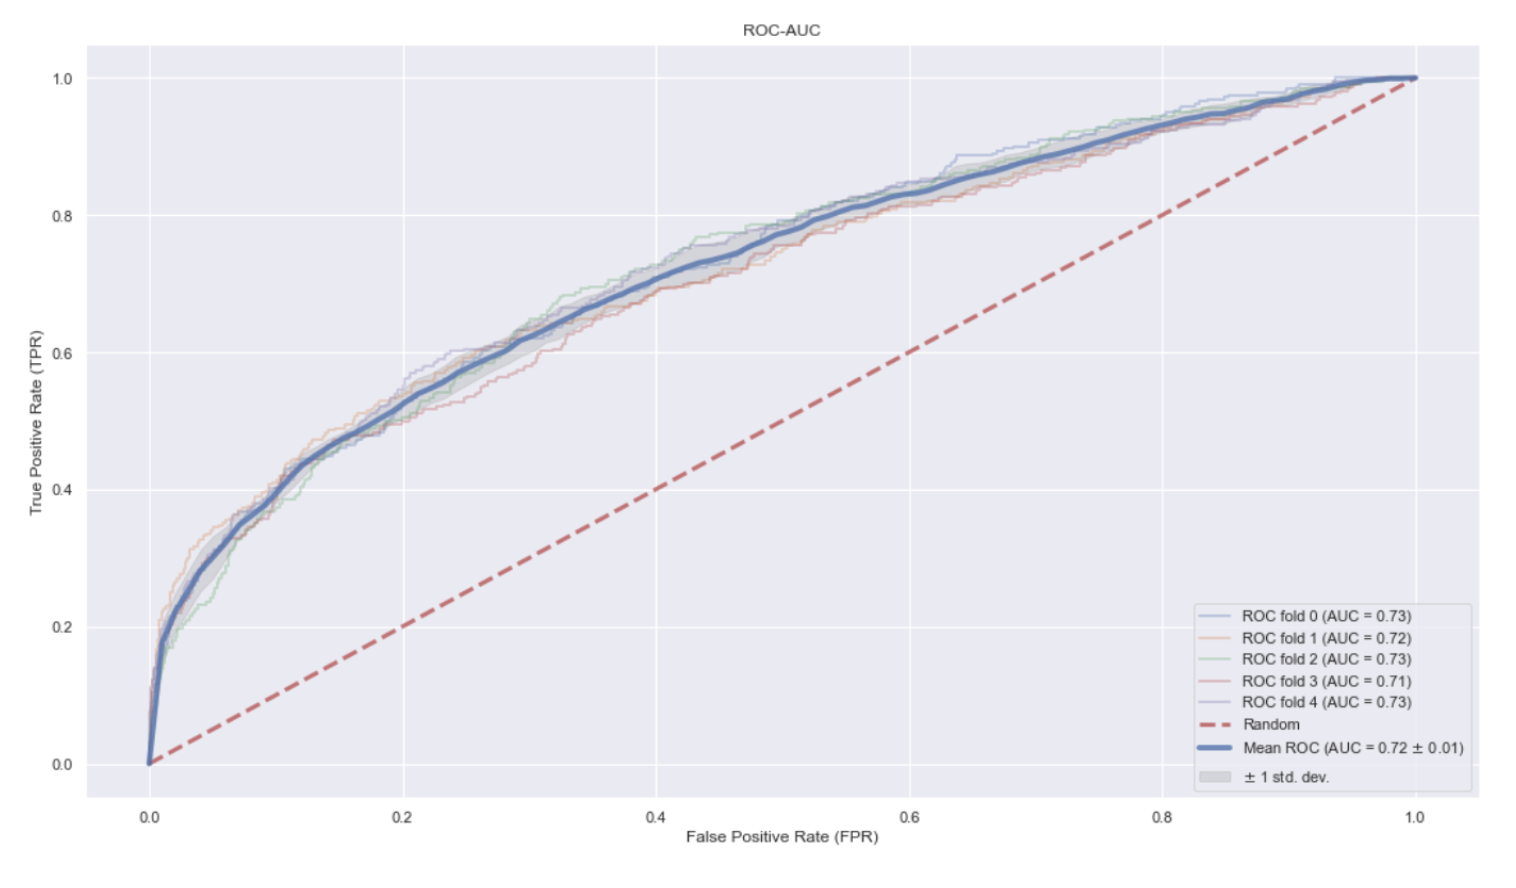 ROC-AUC
1.0
0.8
0.6
0.4
0.2
0.0
True Positive Rate (TPR)
0.0 0.2 0.4 0.6 0.8 1.0
False Positive Rate (FPR)
ROC fold 0 (AUC = 0.73)
ROC fold 1 (AUC = 0.72)
ROC fold 2 (AUC = 0.73)
ROC fold 3 (AUC = 0.71)
ROC fold 4 (AUC = 0.73)
Random
Mean ROC (AUC = 0.72 ± 0.01)
± 1 std. dev.